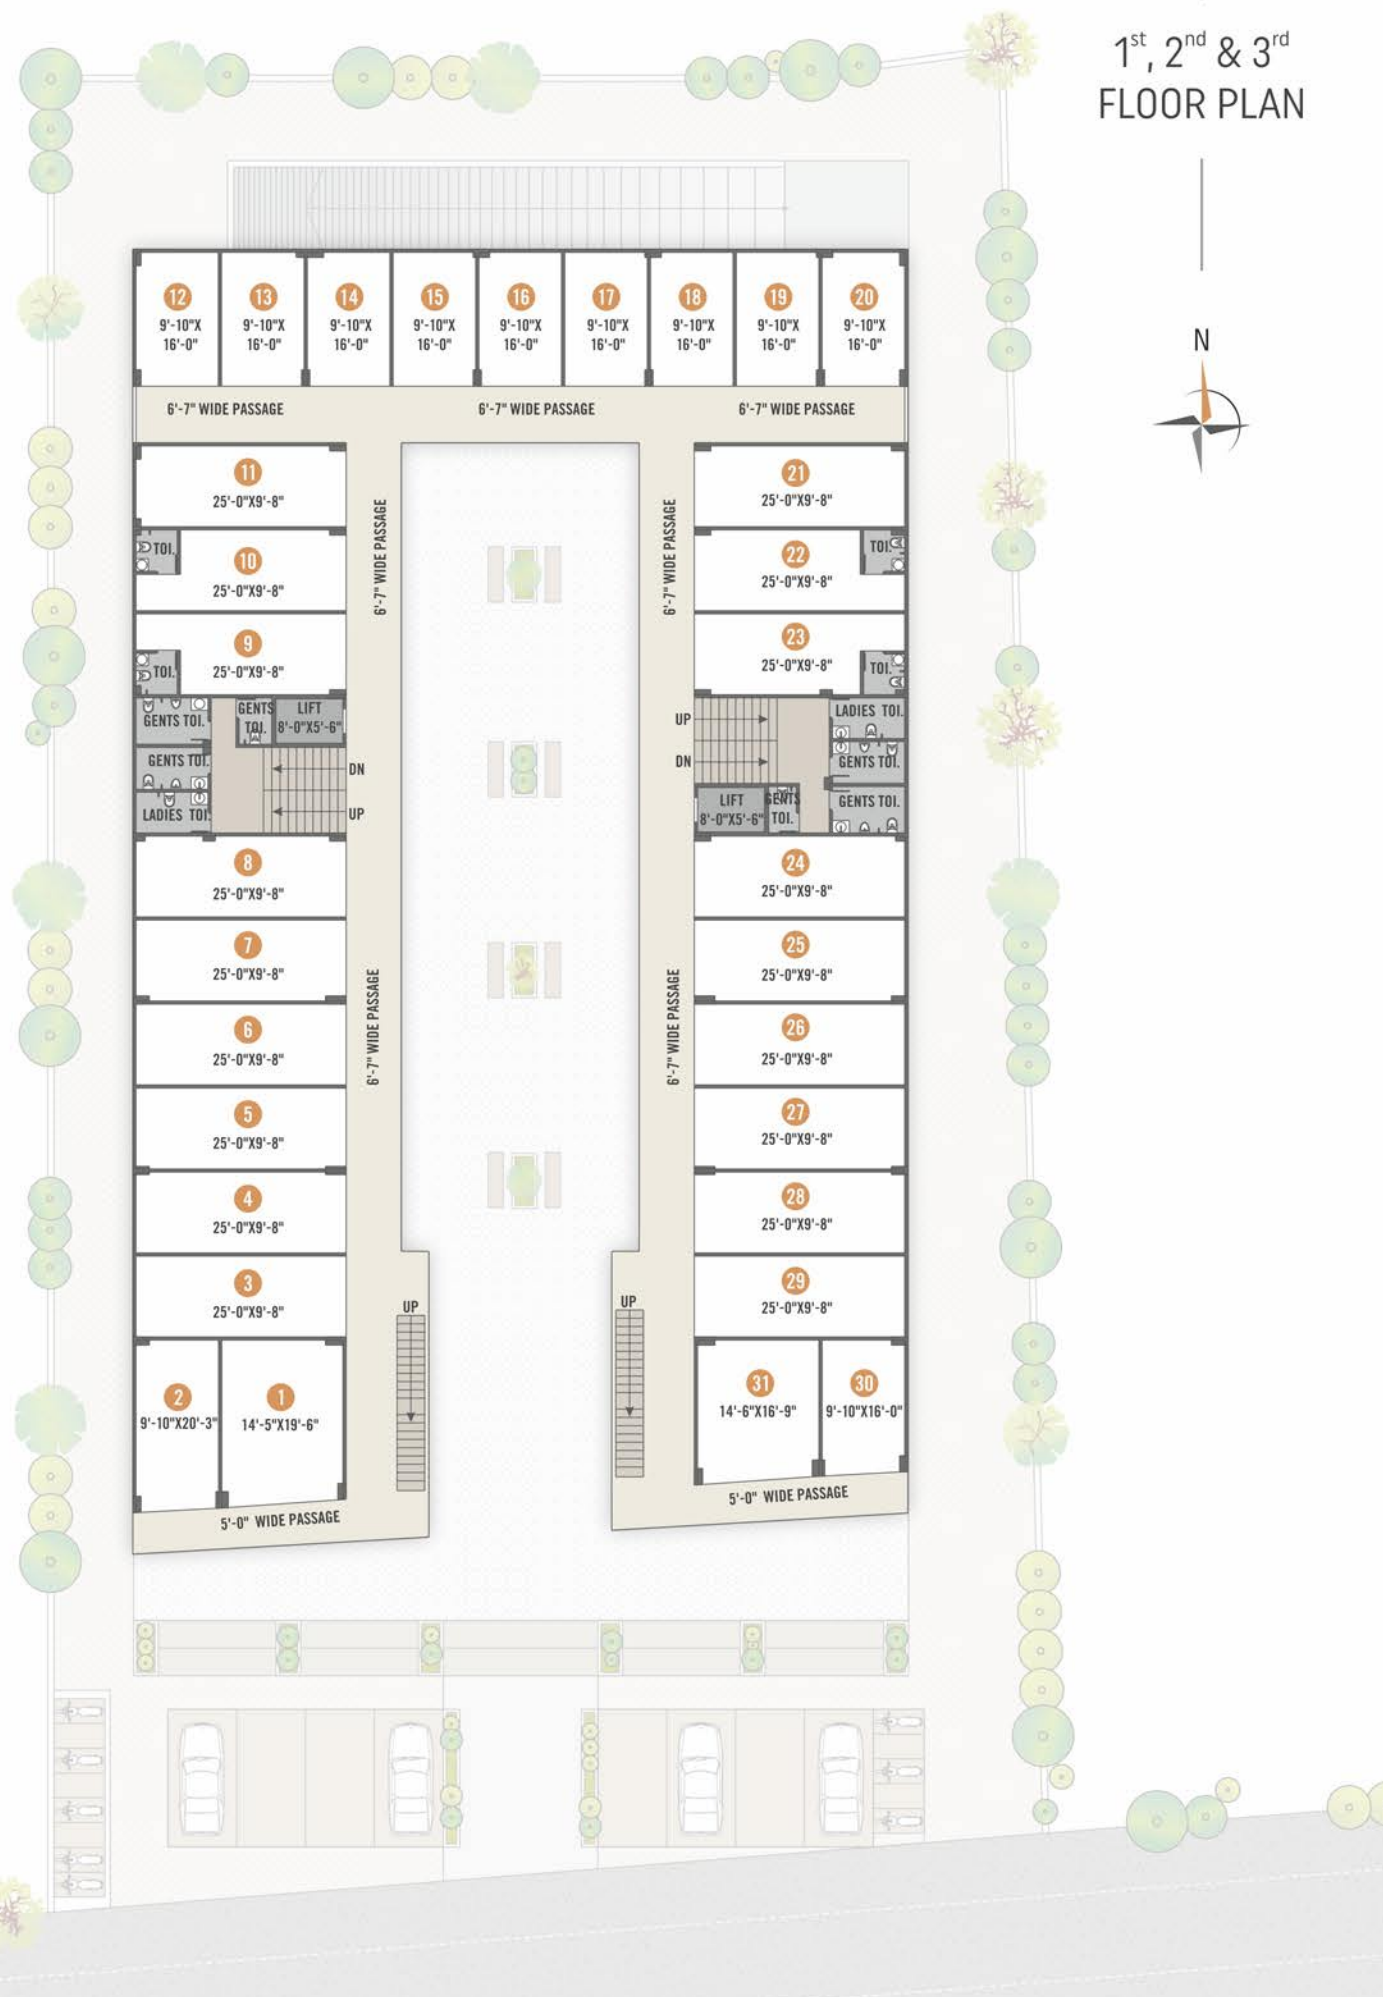 1st, 2nd & 3rd
FLOOR PLAN
N
12
9'-10"X
16'-0"
13
9'-10"X
16'-0"
14
9'-10"X
16'-0"
15
9'-10"X
16'-0"
16
9'-10"X
16'-0"
17
9'-10"X
16'-0"
18
9'-10"X
16'-0"
19
9'-10"X
16'-0"
20
9'-10"X
16'-0"
6'-7" WIDE PASSAGE
6'-7" WIDE PASSAGE
6'-7" WIDE PASSAGE
11
25'-0"X9'-8"
TOI.
10
25'-0"X9'-8"
9
25'-0"X9'-8"
TOI.
GENTS TOI.
GENTS
TOI.
LIFT
8'-0"X5'-6"
GENTS TOI.
LADIES TOI.
DN
UP
8
25'-0"X9'-8"
7
25'-0"X9'-8"
6
25'-0"X9'-8"
5
25'-0"X9'-8"
4
25'-0"X9'-8"
3
25'-0"X9'-8"
2
9'-10"X20'-3"
1
14'-5"X19'-6"
5'-0" WIDE PASSAGE
6'-7" WIDE PASSAGE
6'-7" WIDE PASSAGE
UP
6'-7" WIDE PASSAGE
6'-7" WIDE PASSAGE
UP
21
25'-0"X9'-8"
22
25'-0"X9'-8"
TOI.
23
25'-0"X9'-8"
TOI.
UP
DN
LADIES TOI.
GENTS TOI.
GENTS TOI.
LIFT
8'-0"X5'-6"
GENTS
TOI.
24
25'-0"X9'-8"
25
25'-0"X9'-8"
26
25'-0"X9'-8"
27
25'-0"X9'-8"
28
25'-0"X9'-8"
29
25'-0"X9'-8"
31
14'-6"X16'-9"
30
9'-10"X16'-0"
5'-0" WIDE PASSAGE